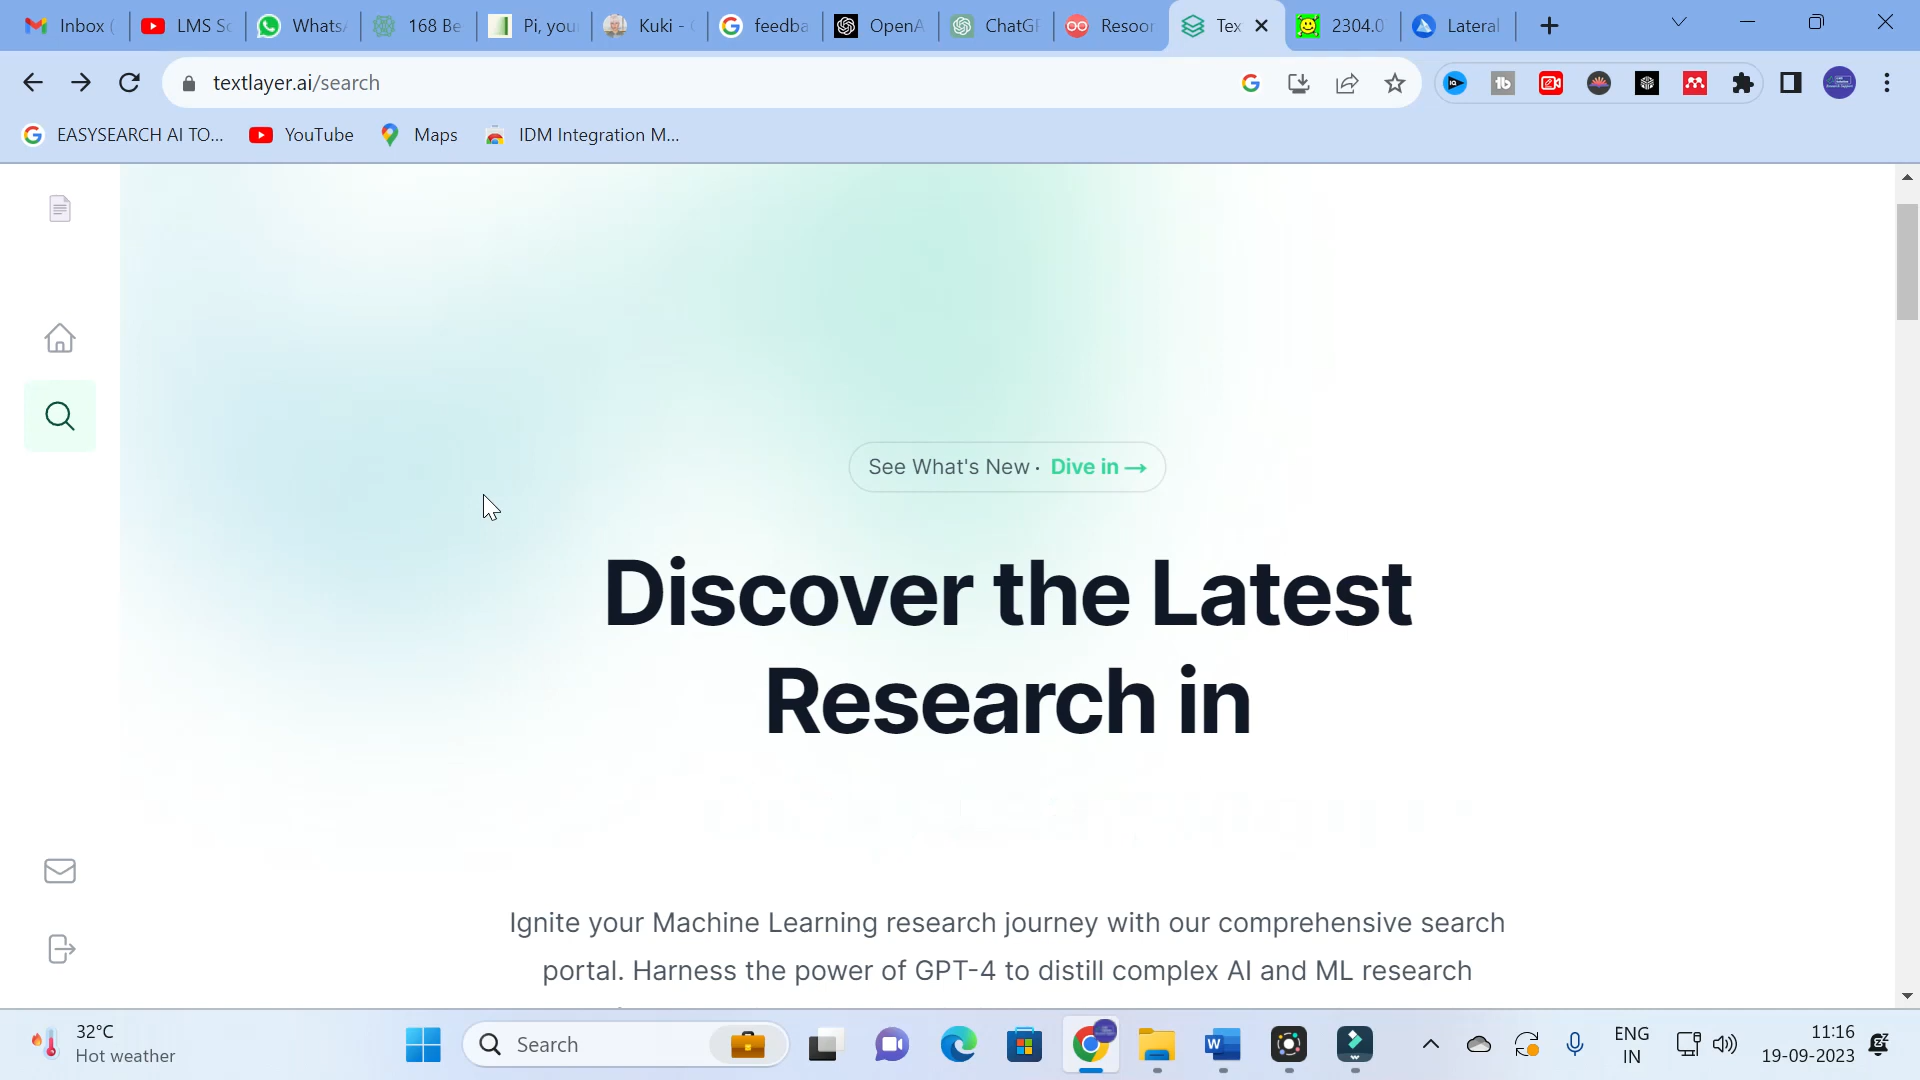 Inbox (
LMS Sc
Whats
168 Be
Pi, you
Kuki -
feedba
OpenA
ChatG
Resoor
Tex
2304.0
Lateral
textlayer.ai/search
EASYSEARCH AI TO...
YouTube
Maps
IDM Integration M...
See What's New · Dive in →
Discover the Latest
Research in
Ignite your Machine Learning research journey with our comprehensive search
portal. Harness the power of GPT-4 to distill complex AI and ML research
32°C
Hot weather
Search
ENG
IN
11:16
19-09-2023